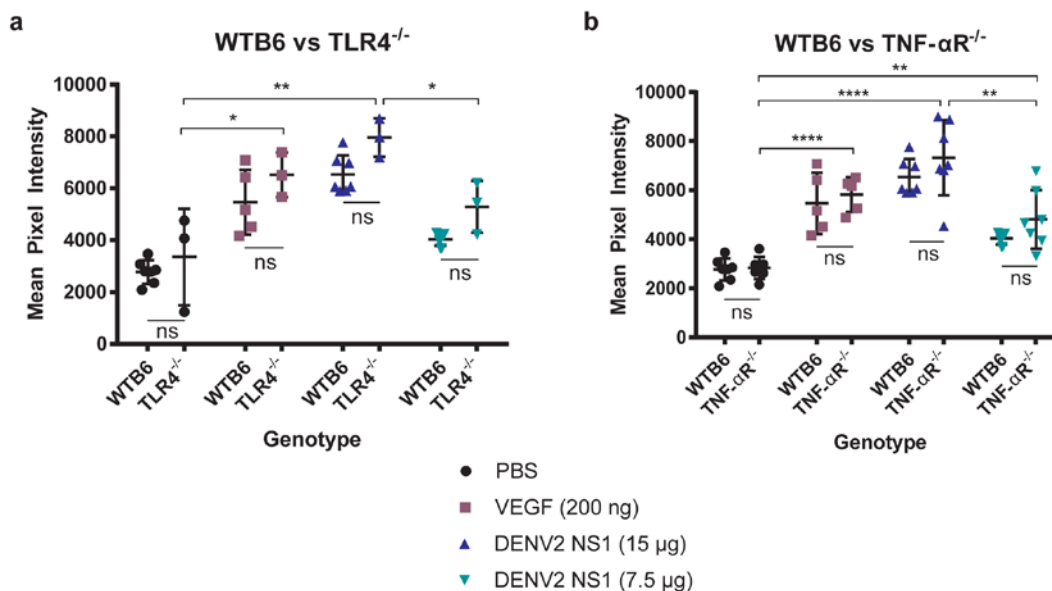 a
WTB6 vs TLR4-/-
Mean Pixel Intensity
10000
8000
6000
4000
2000
0
** *
*
ns ns ns ns
WTB6 TLR4-/- WTB6 TLR4-/- WTB6 TLR4-/- WTB6 TLR4-/-
Genotype
b
WTB6 vs TNF-αR-/-
Mean Pixel Intensity
10000
8000
6000
4000
2000
0
**
**** **
****
ns ns ns ns
WTB6 TNF-αR-/- WTB6 TNF-αR-/- WTB6 TNF-αR-/- WTB6 TNF-αR-/-
Genotype
PBS
VEGF (200 ng)
DENV2 NS1 (15 µg)
DENV2 NS1 (7.5 µg)